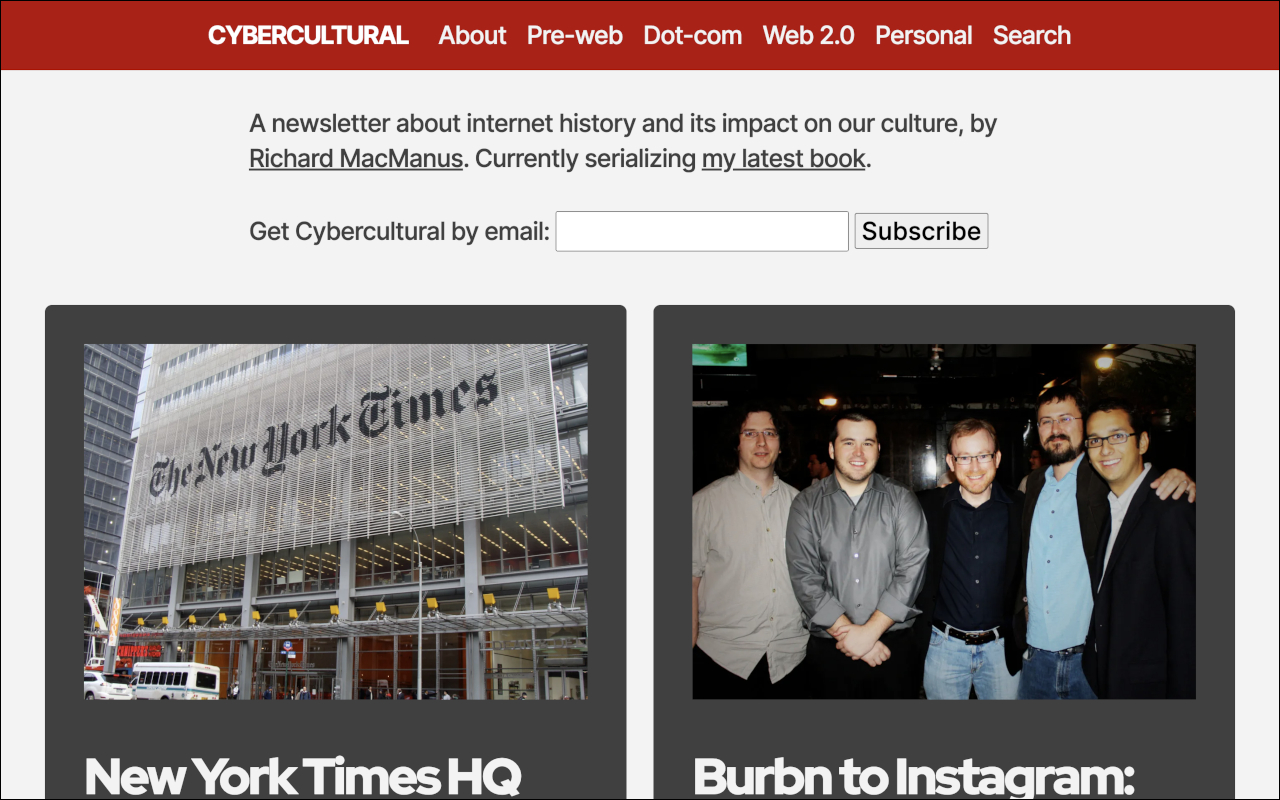 CYBERCULTURAL About Pre-web Dot-com Web 2.0 Personal Search
A newsletter about internet history and its impact on our culture, by
Richard MacManus. Currently serializing my latest book.
Get Cybercultural by email: Subscribe
The New York Times
New York Times HQ
Burbn to Instagram: